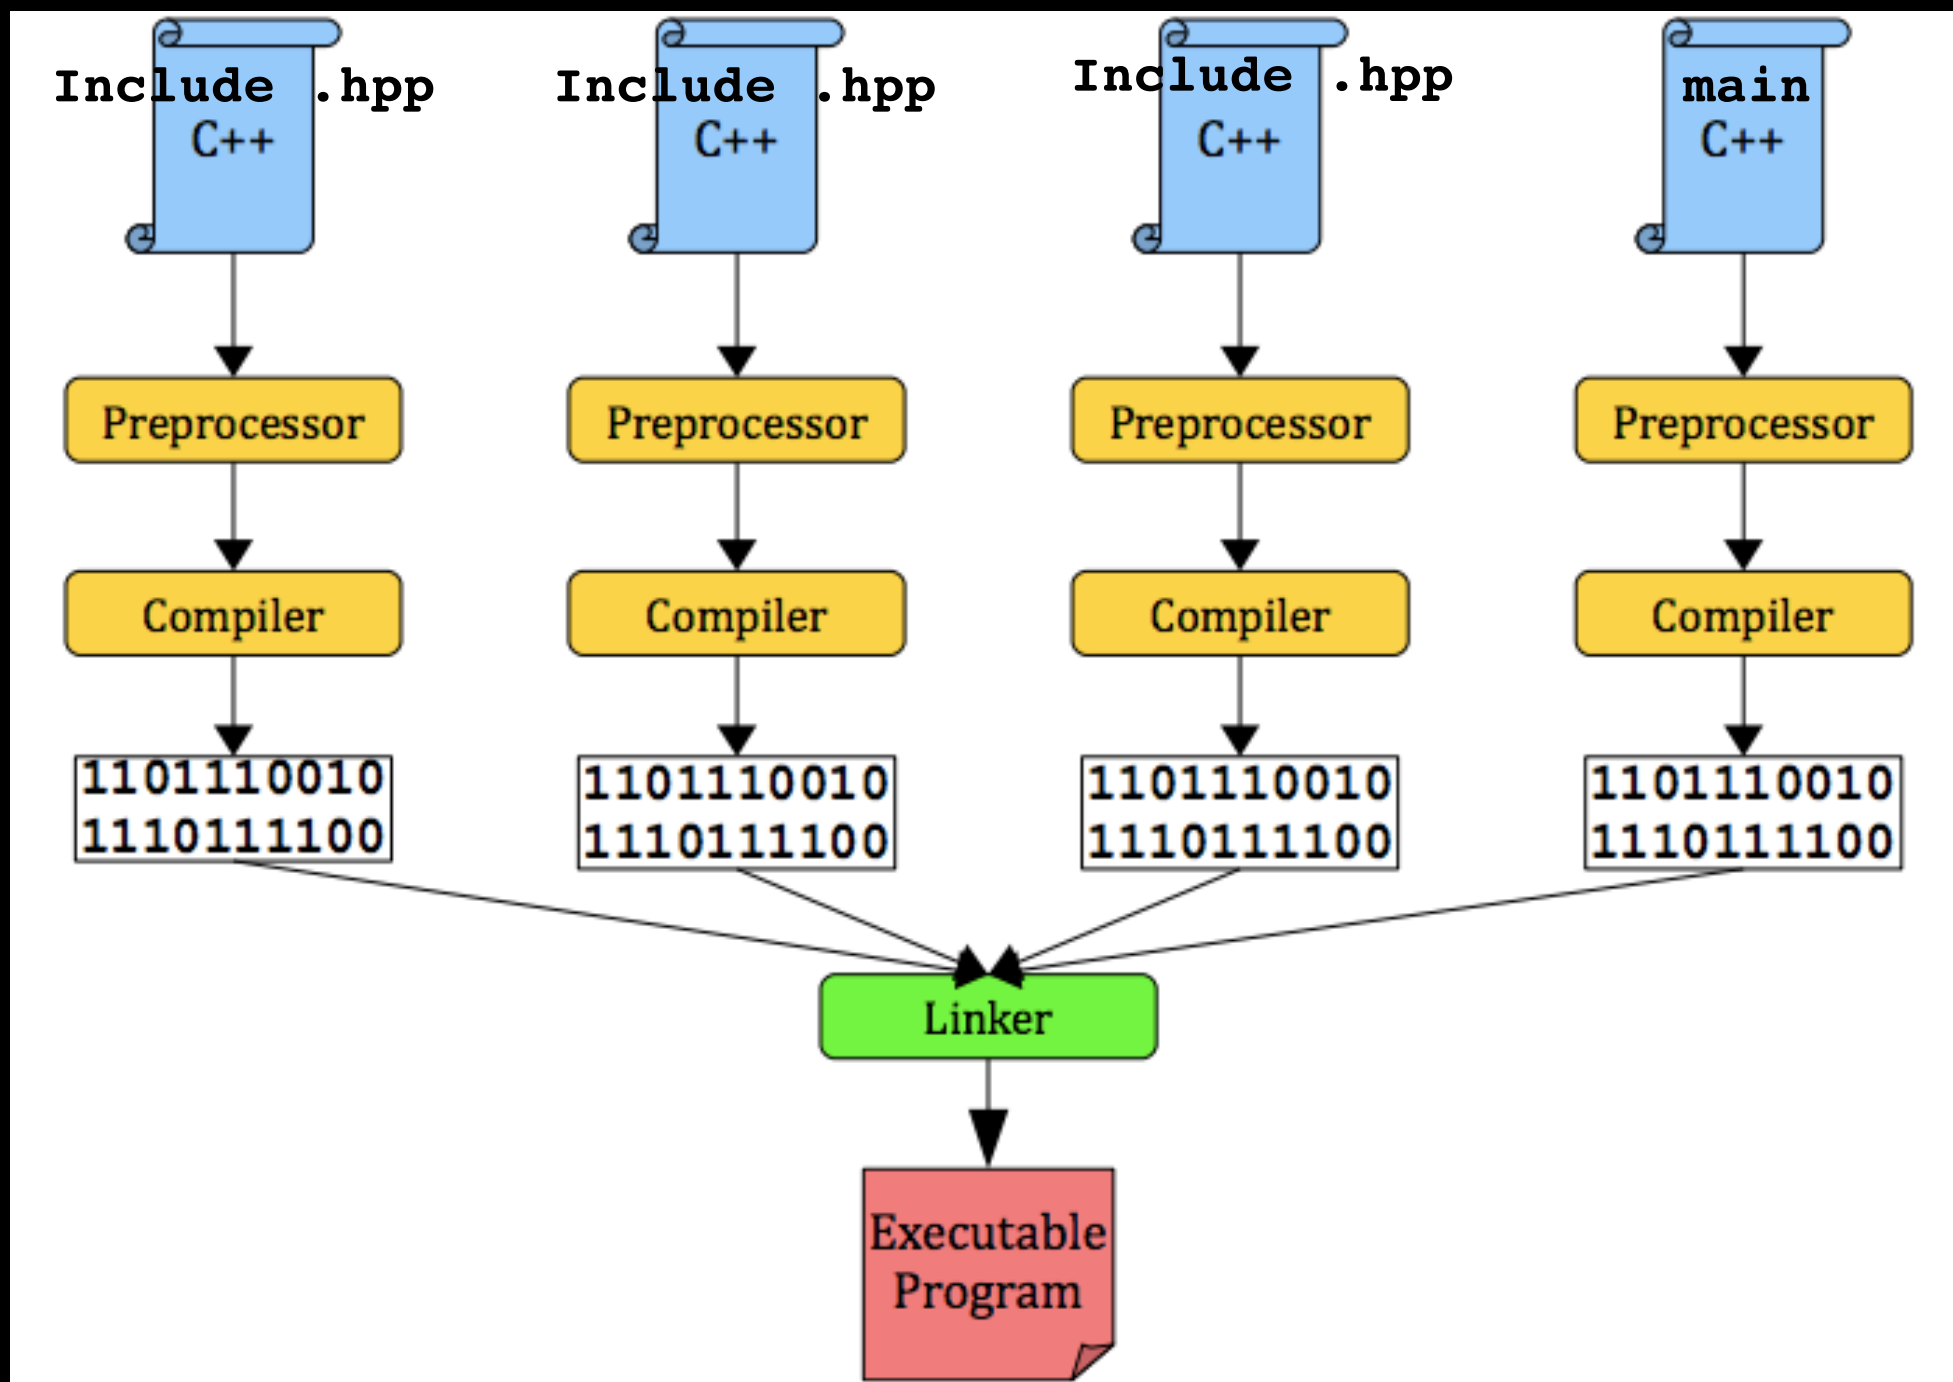 Include .hpp
C++
Include .hpp
C++
Include .hpp
C++
main
C++
Preprocessor
Preprocessor
Preprocessor
Preprocessor
Compiler
Compiler
Compiler
Compiler
1101110010
1110111100
1101110010
1110111100
1101110010
1110111100
1101110010
1110111100
Linker
Executable
Program